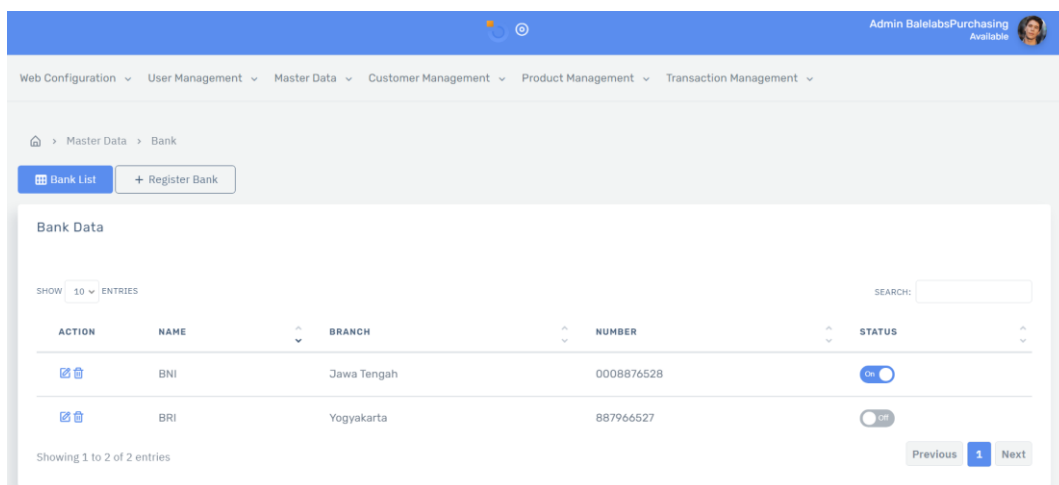 Admin BalelabsPurchasing
Available
Web Configuration User Management Master Data Customer Management Product Management Transaction Management
Master Data Bank
Bank List + Register Bank
Bank Data
SHOW 10 ENTRIES SEARCH:
ACTION NAME BRANCH NUMBER STATUS
BNI Jawa Tengah 0008876528 On
BRI Yogyakarta 887966527 Off
Showing 1 to 2 of 2 entries Previous 1 Next